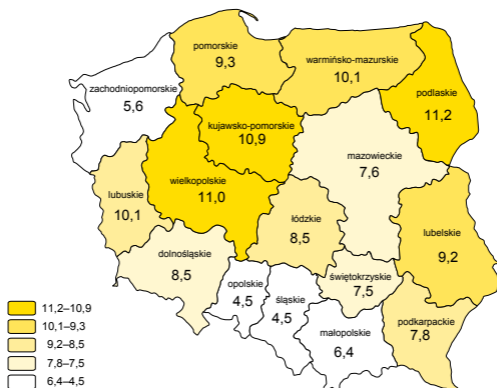 pomorskie
9,3
warmińsko-mazurskie
10,1
podlaskie
11,2
zachodniopomorskie
5,6
kujawsko-pomorskie
10,9
mazowieckie
7,6
wielkopolskie
11,0
lubuskie
10,1
łódzkie
8,5
lubelskie
9,2
dolnośląskie
8,5
opolskie
4,5
śląskie
4,5
świętokrzyskie
7,5
małopolskie
6,4
podkarpackie
7,8
11,2–10,9
10,1–9,3
9,2–8,5
7,8–7,5
6,4–4,5